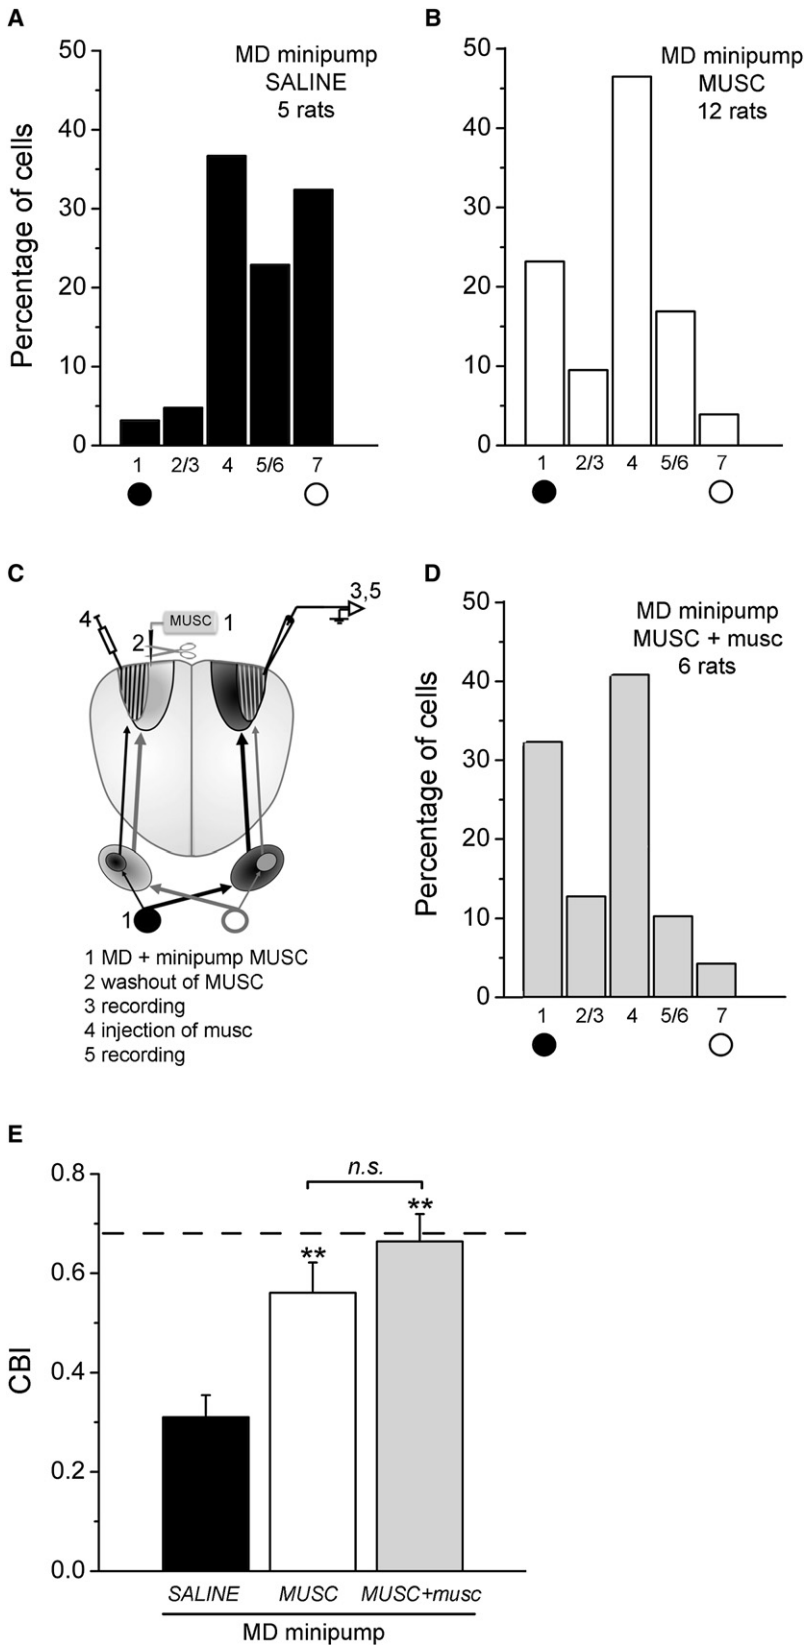 A
MD minipump
SALINE
5 rats
Percentage of cells
50
40
30
20
10
0
1 2/3 4 5/6 7
B
MD minipump
MUSC
12 rats
50
40
30
20
10
0
1 2/3 4 5/6 7
C
4
MUSC 1
2
3,5
1
1 MD + minipump MUSC
2 washout of MUSC
3 recording
4 injection of musc
5 recording
D
MD minipump
MUSC + musc
6 rats
Percentage of cells
50
40
30
20
10
0
1 2/3 4 5/6 7
E
CBI
0.8
0.6
0.4
0.2
0.0
n.s.
**
**
SALINE MUSC MUSC+musc
MD minipump